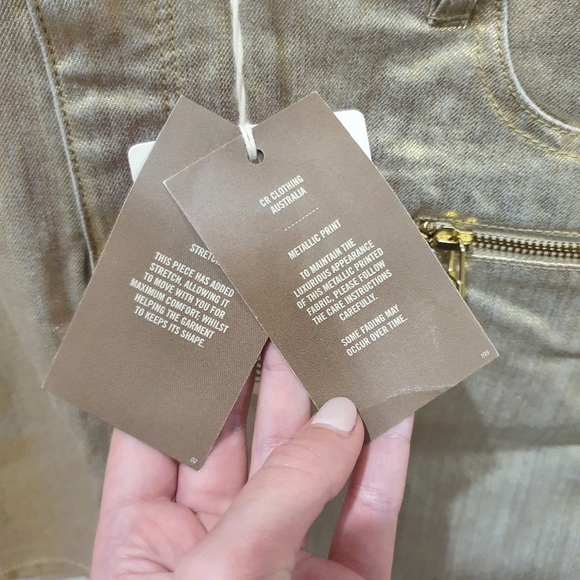 STRETCH
THIS PIECE HAS ADDED
STRETCH, ALLOWING IT
TO MOVE WITH YOU FOR
MAXIMUM COMFORT, WHILST
HELPING THE GARMENT
TO KEEPS ITS SHAPE.
CR CLOTHING
AUSTRALIA
METALLIC PRINT
TO MAINTAIN THE
LUXURIOUS APPEARANCE
OF THIS METALLIC PRINTED
FABRIC, PLEASE FOLLOW
THE CARE INSTRUCTIONS
CAREFULLY.
SOME FADING MAY
OCCUR OVER TIME.